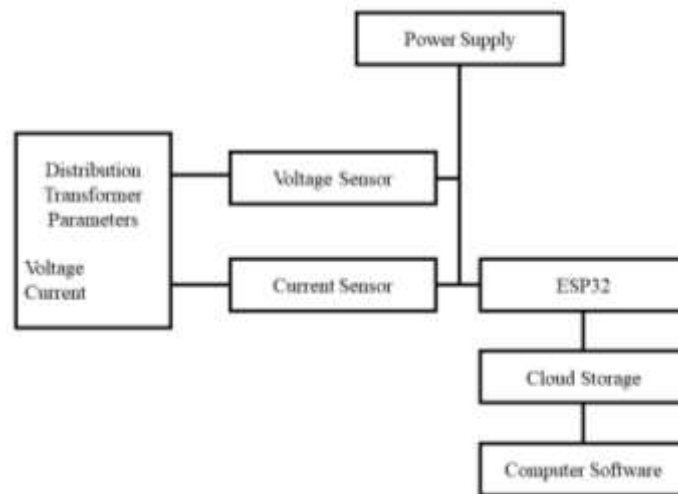 Power Supply
Distribution
Transformer
Parameters
Voltage
Current
Voltage Sensor
Current Sensor
ESP32
Cloud Storage
Computer Software